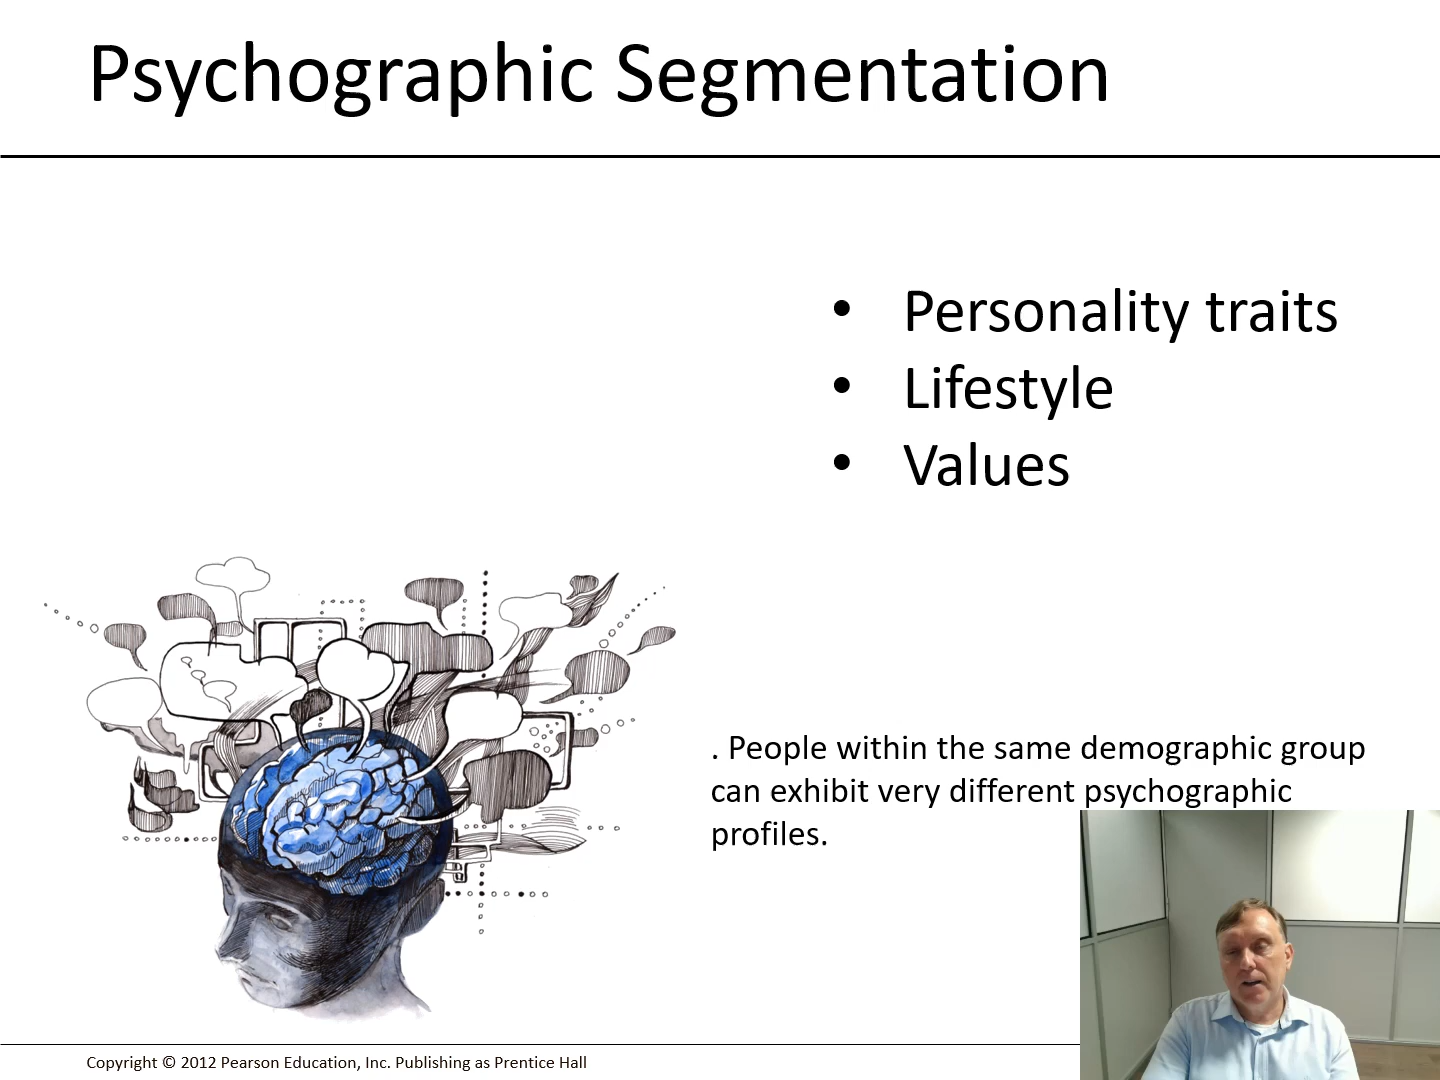 Psychographic Segmentation
• Personality traits
• Lifestyle
• Values
. People within the same demographic group
can exhibit very different psychographic
profiles.
Copyright © 2012 Pearson Education, Inc. Publishing as Prentice Hall